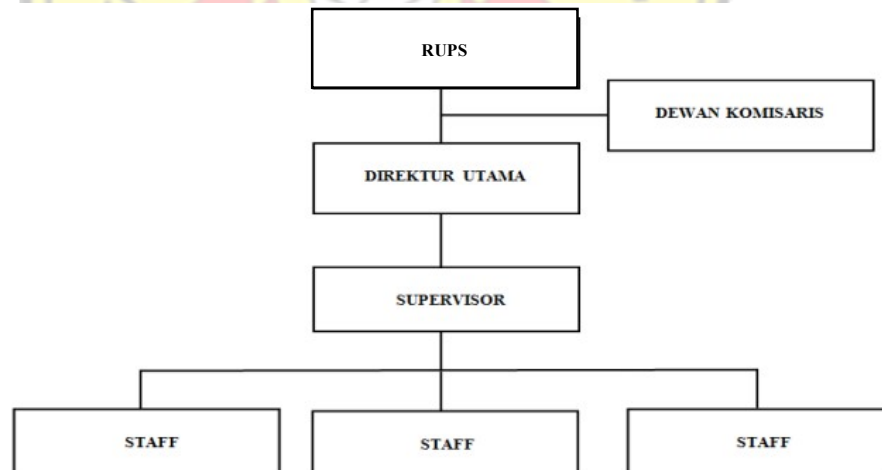 RUPS
DEWAN KOMISARIS
DIREKTUR UTAMA
SUPERVISOR
STAFF
STAFF
STAFF